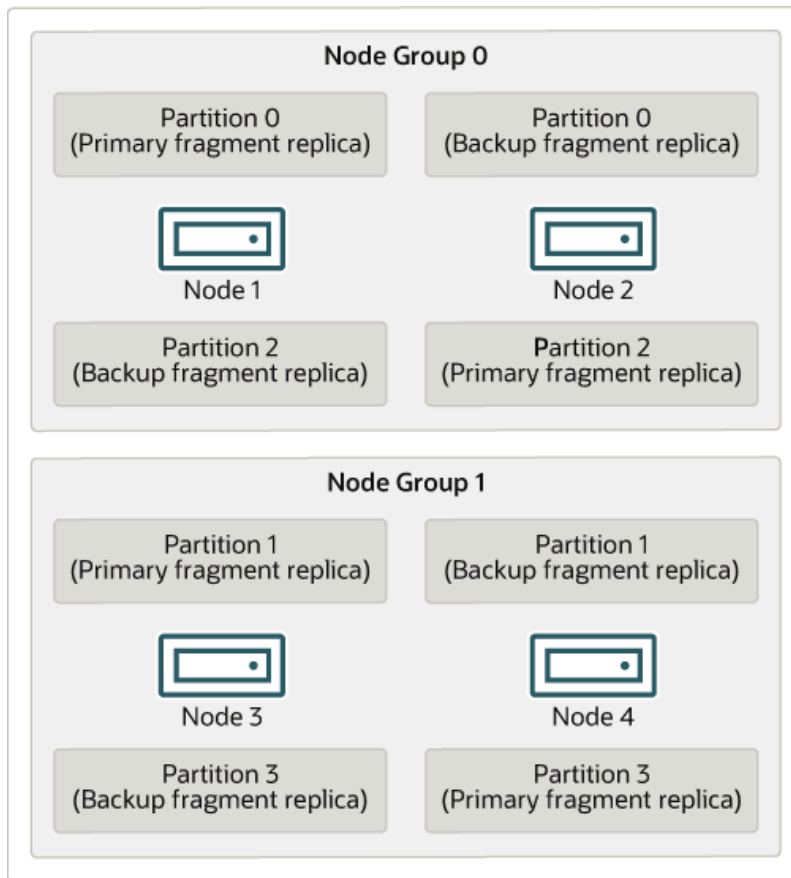 Node Group 0
Partition 0
(Primary fragment replica)
Partition 0
(Backup fragment replica)
Node 1
Node 2
Partition 2
(Backup fragment replica)
Partition 2
(Primary fragment replica)
Node Group 1
Partition 1
(Primary fragment replica)
Partition 1
(Backup fragment replica)
Node 3
Node 4
Partition 3
(Backup fragment replica)
Partition 3
(Primary fragment replica)